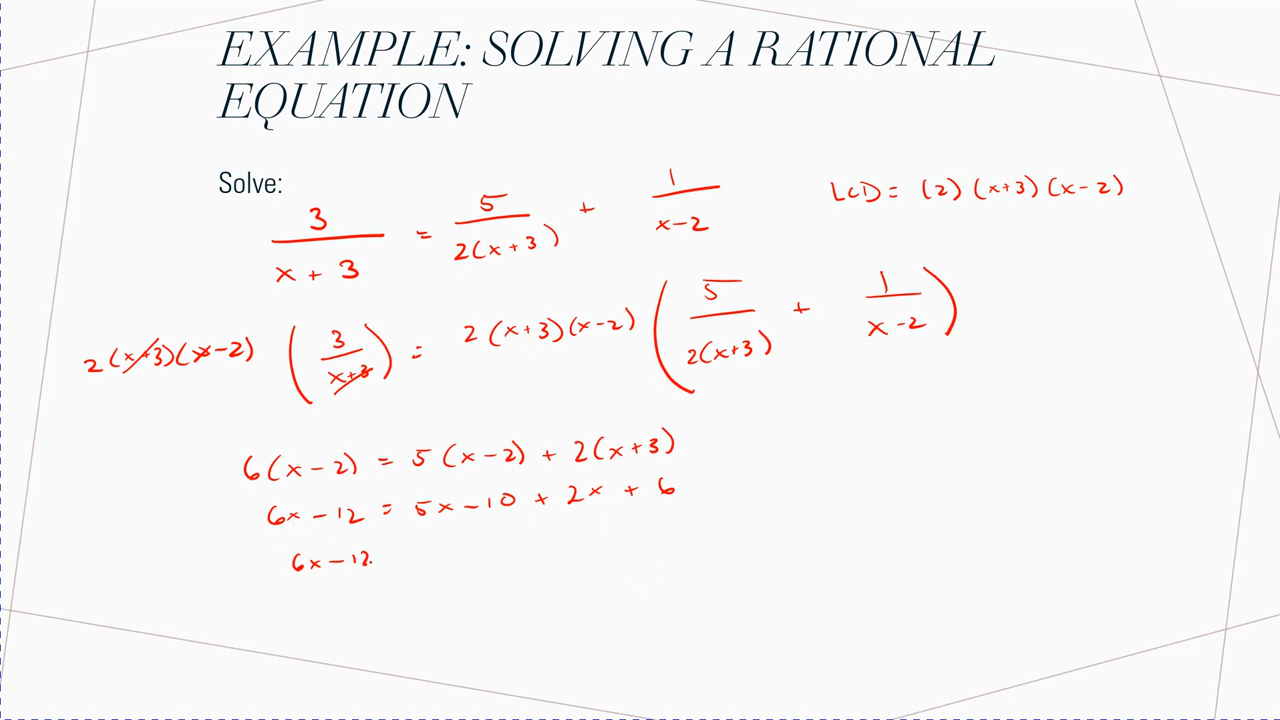 EXAMPLE: SOLVING A RATIONAL
EQUATION
Solve:
3/(x + 3) = 5/(2(x + 3)) + 1/(x-2)
LCD = (2) (x+3) (x-2)
2(x+3)(x-2) (3/(x+3)) = 2(x+3)(x-2) (5/(2(x+3)) + 1/(x-2))
6(x-2) = 5(x-2) + 2(x+3)
6x - 12 = 5x - 10 + 2x + 6
6x - 12